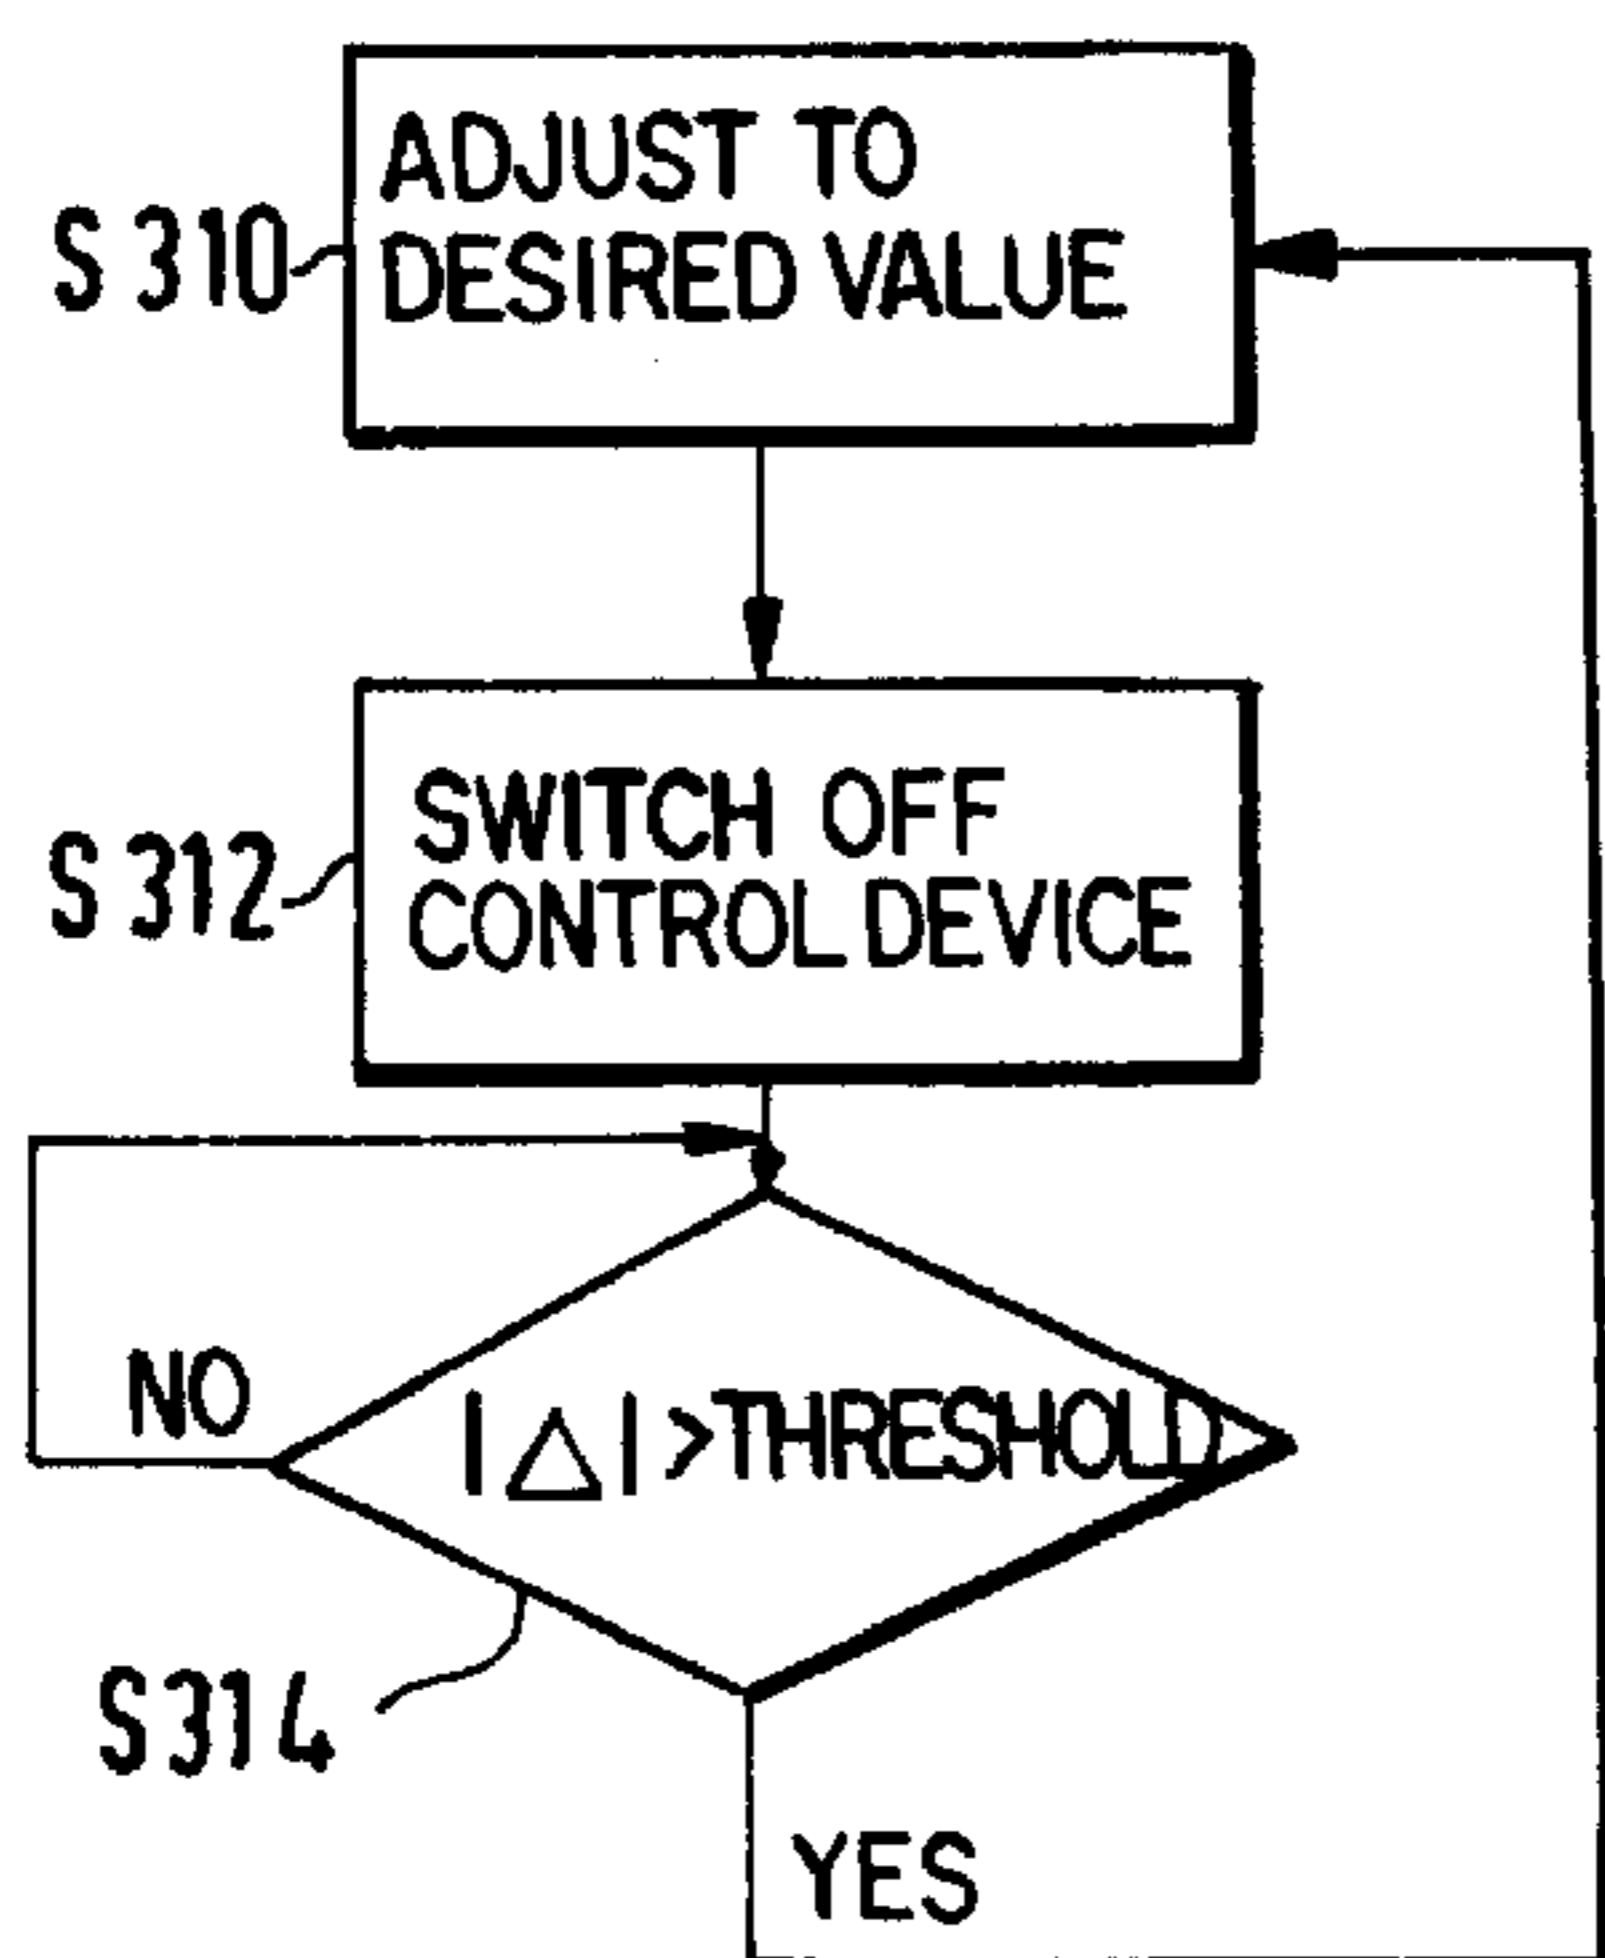 ADJUST TO
S 310 DESIRED VALUE
SWITCH OFF
S 312 CONTROL DEVICE
NO
|△| > THRESHOLD
S314
YES